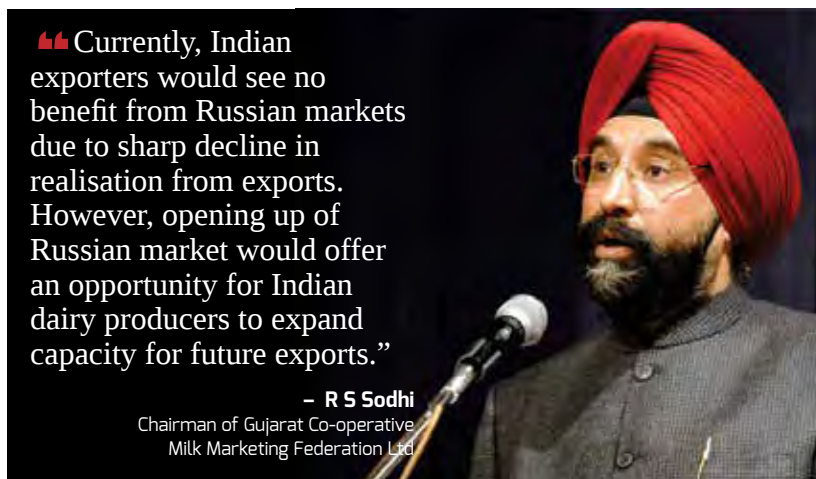 “Currently, Indian
exporters would see no
benefit from Russian markets
due to sharp decline in
realisation from exports.
However, opening up of
Russian market would offer
an opportunity for Indian
dairy producers to expand
capacity for future exports.”
– R S Sodhi
Chairman of Gujarat Co-operative
Milk Marketing Federation Ltd